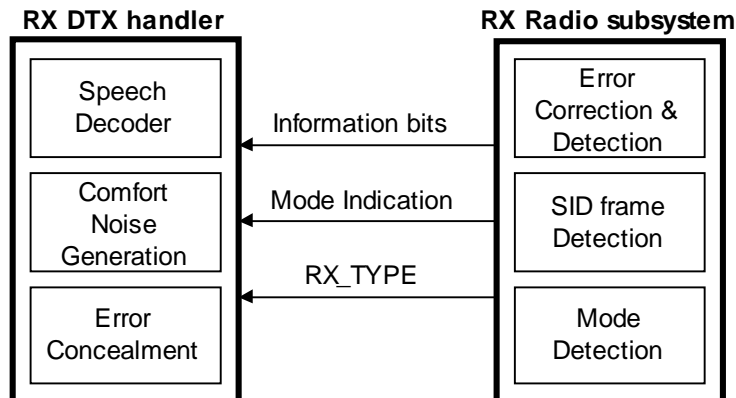 RX DTX handler
RX Radio subsystem
Speech
Decoder
Comfort
Noise
Generation
Error
Concealment
Information bits
Mode Indication
RX_TYPE
Error
Correction &
Detection
SID frame
Detection
Mode
Detection